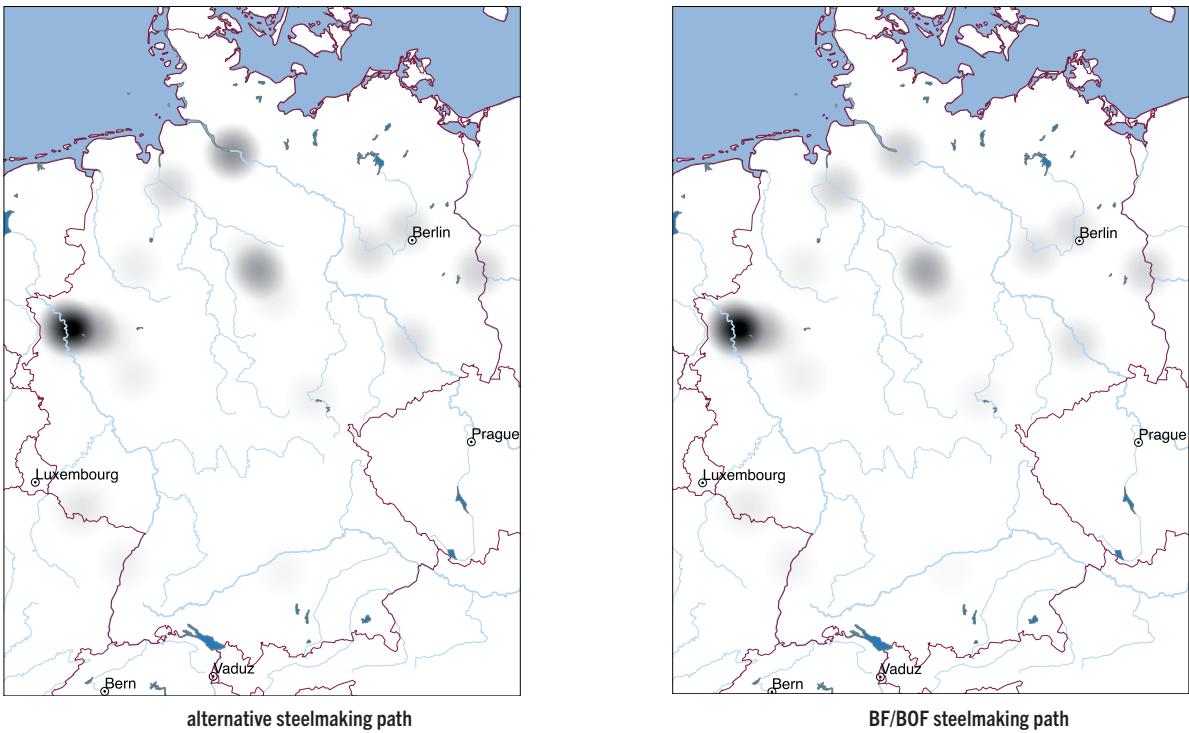 Berlin
Prague
Luxembourg
Vaduz
Bern
alternative steelmaking path
Berlin
Prague
Luxembourg
Vaduz
Bern
BF/BOF steelmaking path